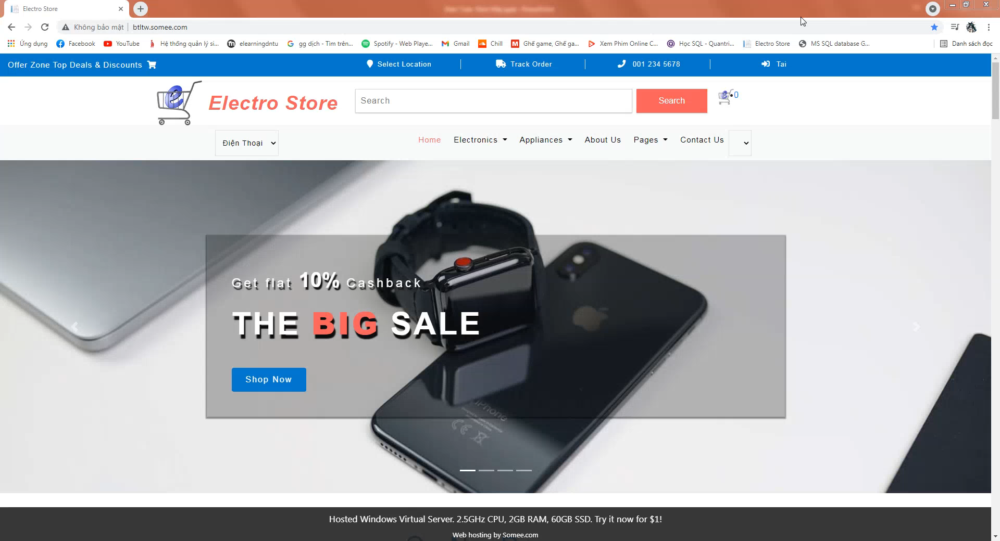 Electro Store
Không bảo mật btltw.somee.com
Ứng dụng Facebook YouTube Hệ thống quản lý si... elearningdntu gg dịch - Tìm trên... Spotify - Web Playe... Gmail Chill Ghế game, Ghế ga... Xem Phim Online C... Học SQL - Quantri... Electro Store MS SQL database G... Danh sách đọc
Offer Zone Top Deals & Discounts Select Location Track Order 001 234 5678 Tai
Electro Store Search Search 0
Điện Thoại Home Electronics Appliances About Us Pages Contact Us
Get flat 10% Cashback
THE BIG SALE
Shop Now
iPhone
Hosted Windows Virtual Server. 2.5GHz CPU, 2GB RAM, 60GB SSD. Try it now for $1!
Web hosting by Somee.com